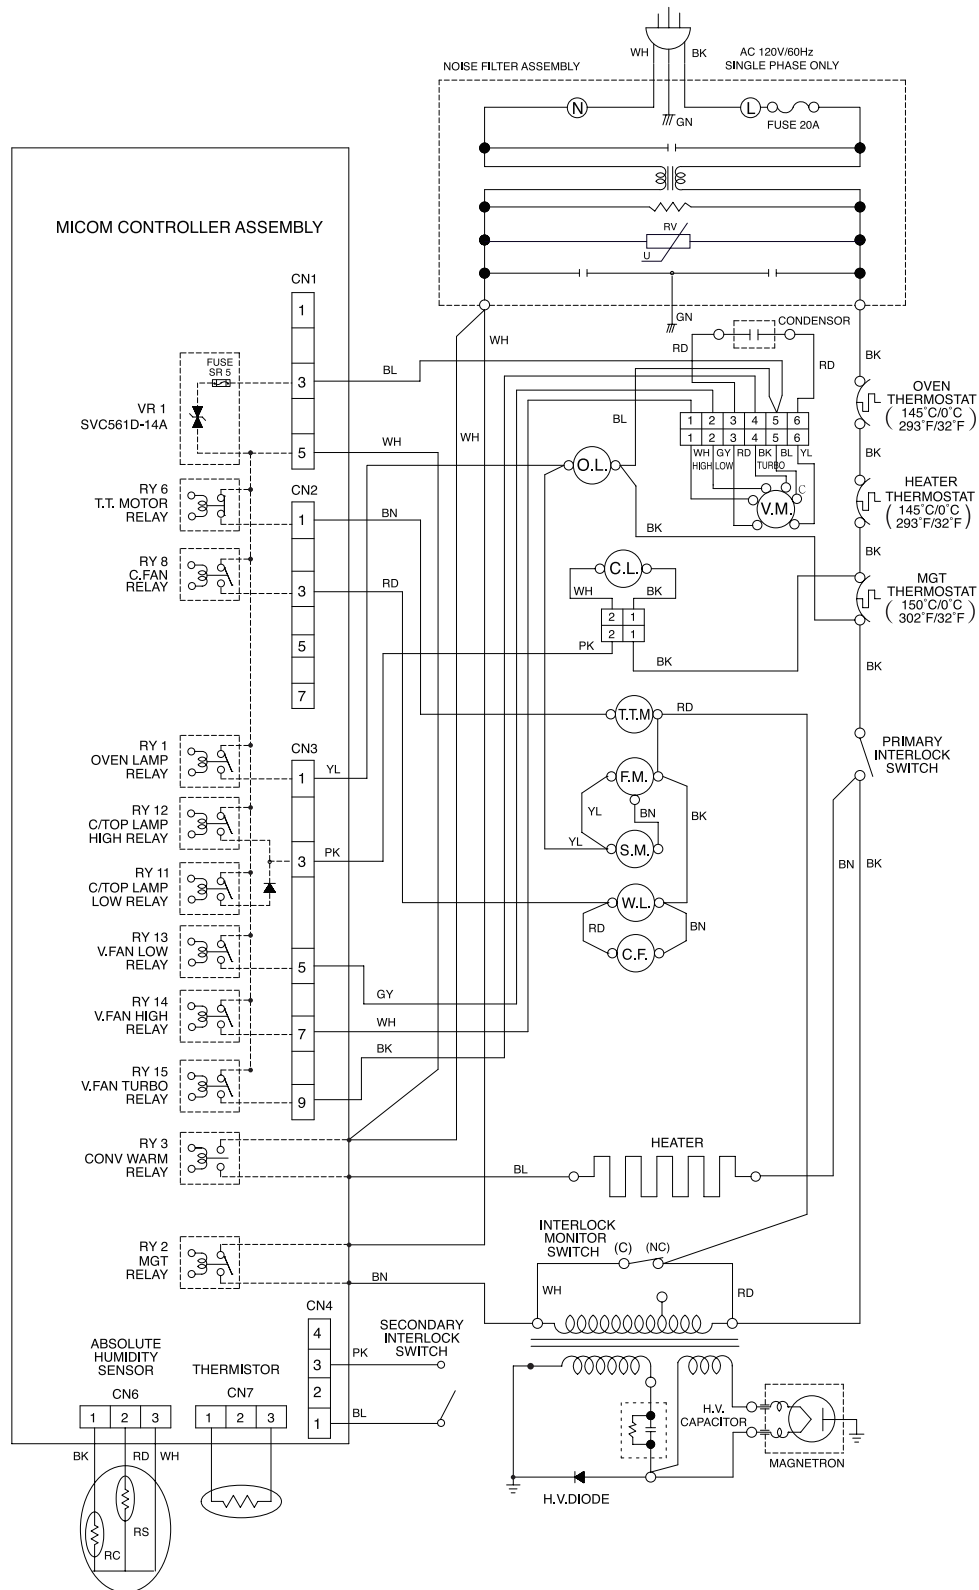 WH
BK
AC 120V/60Hz
SINGLE PHASE ONLY
NOISE FILTER ASSEMBLY
N
L
GN
FUSE 20A
RV
U
GN
MICOM CONTROLLER ASSEMBLY
CN1
1
3
5
FUSE
SR 5
VR 1
SVC561D-14A
BL
WH
RY 6
T.T. MOTOR
RELAY
RY 8
C.FAN
RELAY
CN2
1
3
5
7
BN
RD
WH
WH
CONDENSOR
RD
RD
BL
1 2 3 4 5 6
1 2 3 4 5 6
WH GY RD BK BL YL
HIGH LOW TURBO
C
V.M.
O.L.
BK
C.L.
WH
BK
2 1
2 1
PK
BK
BK
OVEN
THERMOSTAT
145°C/0°C
293°F/32°F
BK
HEATER
THERMOSTAT
145°C/0°C
293°F/32°F
BK
MGT
THERMOSTAT
150°C/0°C
302°F/32°F
BK
PRIMARY
INTERLOCK
SWITCH
BN
BK
T.T.M
RD
F.M.
YL
BN
BK
YL
S.M.
W.L.
RD
BN
C.F.
RY 1
OVEN LAMP
RELAY
RY 12
C/TOP LAMP
HIGH RELAY
RY 11
C/TOP LAMP
LOW RELAY
RY 13
V.FAN LOW
RELAY
RY 14
V.FAN HIGH
RELAY
RY 15
V.FAN TURBO
RELAY
RY 3
CONV WARM
RELAY
RY 2
MGT
RELAY
CN3
1
3
5
7
9
YL
PK
GY
WH
BK
BL
HEATER
BN
INTERLOCK
MONITOR
SWITCH
(C)
(NC)
WH
RD
CN4
4
3
2
1
PK
BL
SECONDARY
INTERLOCK
SWITCH
ABSOLUTE
HUMIDITY
SENSOR
CN6
1 2 3
BK
RD
WH
RS
RC
THERMISTOR
CN7
1 2 3
H.V.
CAPACITOR
MAGNETRON
H.V.DIODE